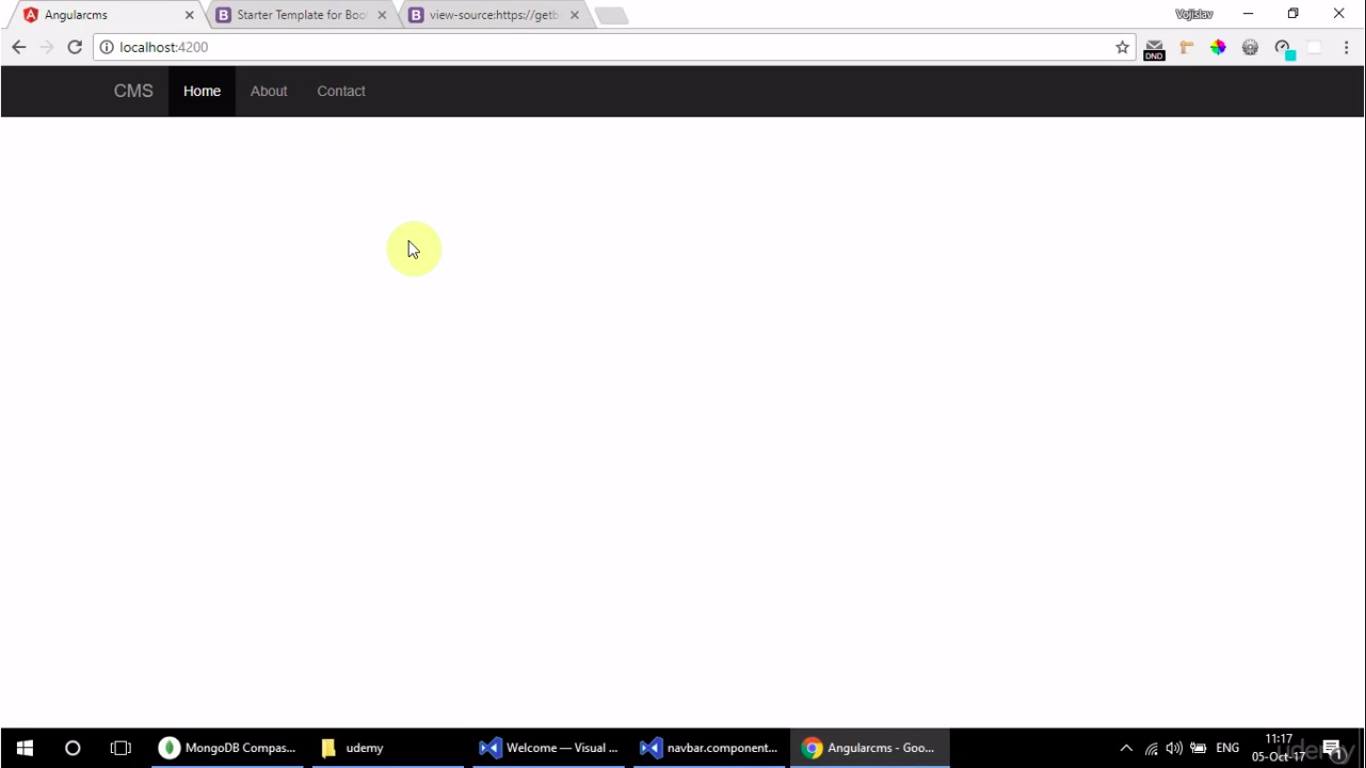 Angularcms
Starter Template for Boo
view-source:https://getb
Vojislav
localhost:4200
DND
CMS
Home
About
Contact
MongoDB Compas...
udemy
Welcome — Visual ...
navbar.component...
Angularcms - Goo...
ENG
11:17
05-Oct-17
1
udemy